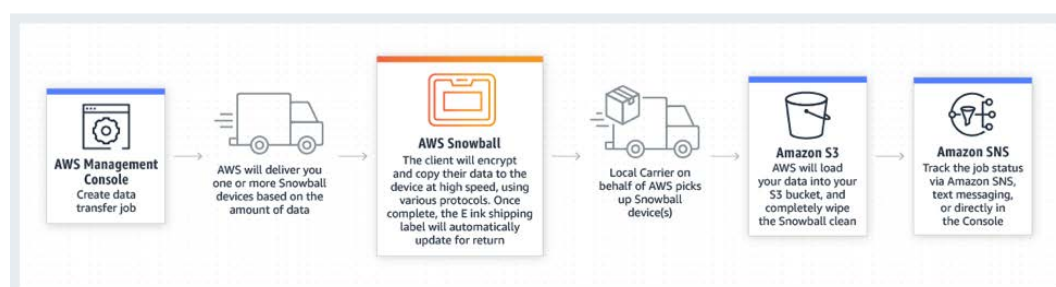 AWS Management
Console
Create data
transfer job
AWS will deliver you
one or more Snowball
devices based on the
amount of data
AWS Snowball
The client will encrypt
and copy their data to the
device at high speed, using
various protocols. Once
complete, the E ink shipping
label will automatically
update for return
Local Carrier on
behalf of AWS picks
up Snowball
device(s)
Amazon S3
AWS will load
your data into your
S3 bucket, and
completely wipe
the Snowball clean
Amazon SNS
Track the job status
via Amazon SNS,
text messaging,
or directly in
the Console